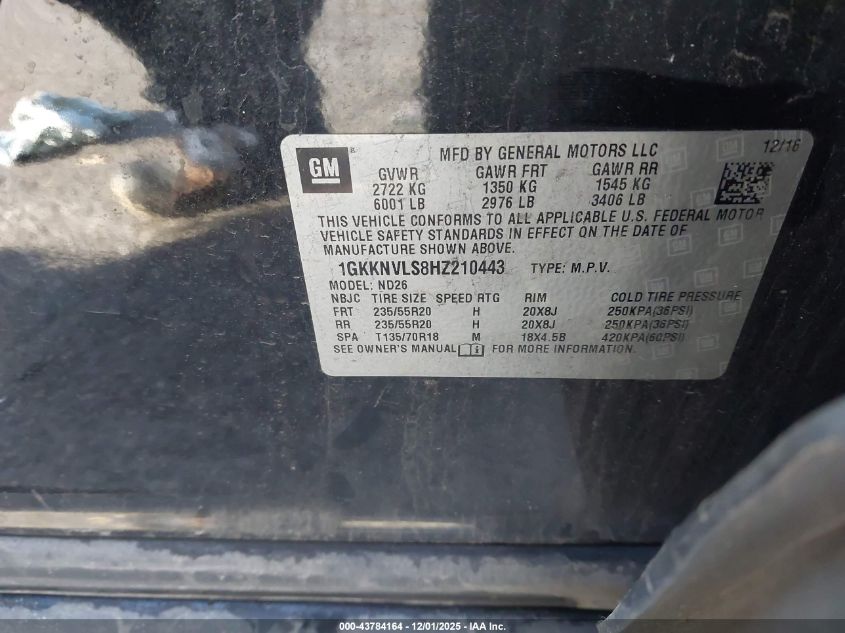 GM
MFD BY GENERAL MOTORS LLC 12/16
GVWR GAWR FRT GAWR RR
2722 KG 1350 KG 1545 KG
6001 LB 2976 LB 3406 LB
THIS VEHICLE CONFORMS TO ALL APPLICABLE U.S. FEDERAL MOTOR
VEHICLE SAFETY STANDARDS IN EFFECT ON THE DATE OF
MANUFACTURE SHOWN ABOVE.
1GKKNVLS8HZ210443 TYPE: M.P.V.
MODEL: ND26
NBJC TIRE SIZE SPEED RTG RIM COLD TIRE PRESSURE
FRT 235/55R20 H 20X8J 250KPA(36PSI)
RR 235/55R20 H 20X8J 250KPA(36PSI)
SPA T135/70R18 M 18X4.5B 420KPA(60PSI)
SEE OWNER'S MANUAL FOR MORE INFORMATION.
000-43784164 - 12/01/2025 - IAA Inc.